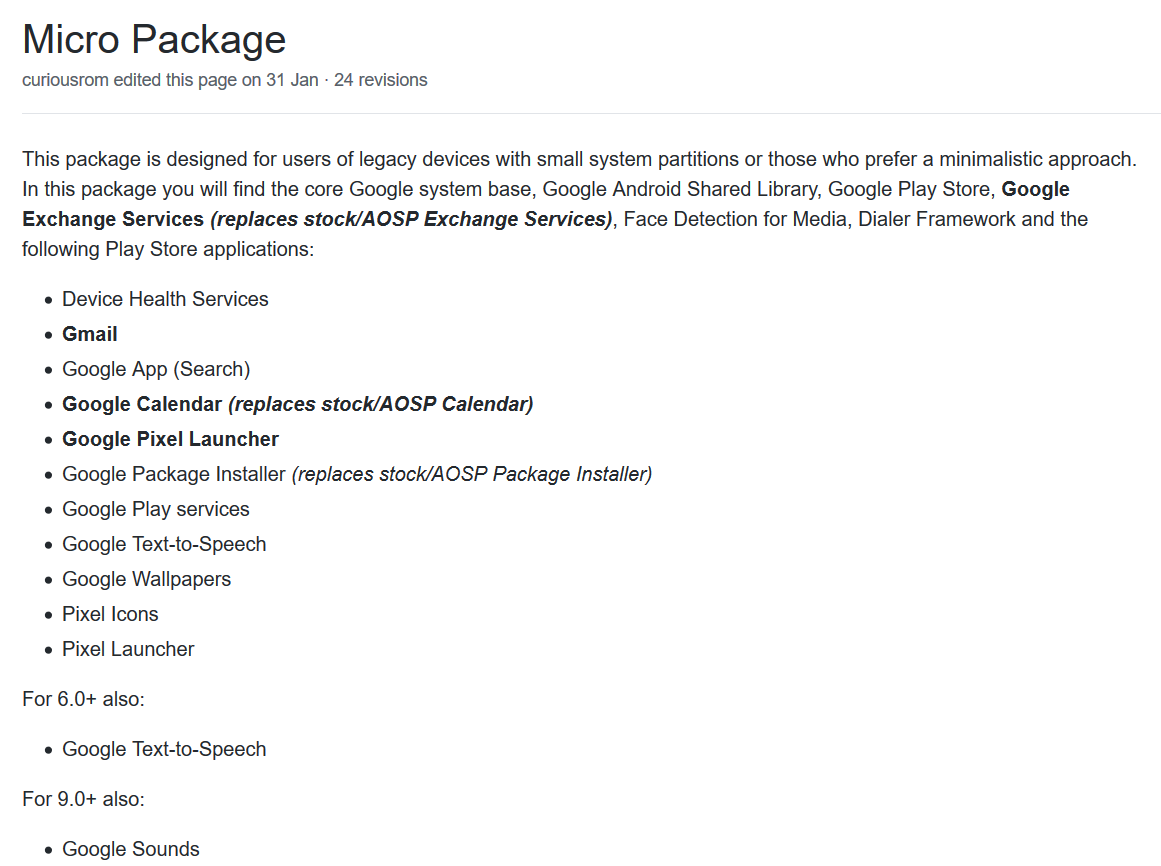 Micro Package
curiousrom edited this page on 31 Jan · 24 revisions
This package is designed for users of legacy devices with small system partitions or those who prefer a minimalistic approach.
In this package you will find the core Google system base, Google Android Shared Library, Google Play Store, Google
Exchange Services (replaces stock/AOSP Exchange Services), Face Detection for Media, Dialer Framework and the
following Play Store applications:
• Device Health Services
• Gmail
• Google App (Search)
• Google Calendar (replaces stock/AOSP Calendar)
• Google Pixel Launcher
• Google Package Installer (replaces stock/AOSP Package Installer)
• Google Play services
• Google Text-to-Speech
• Google Wallpapers
• Pixel Icons
• Pixel Launcher
For 6.0+ also:
• Google Text-to-Speech
For 9.0+ also:
• Google Sounds